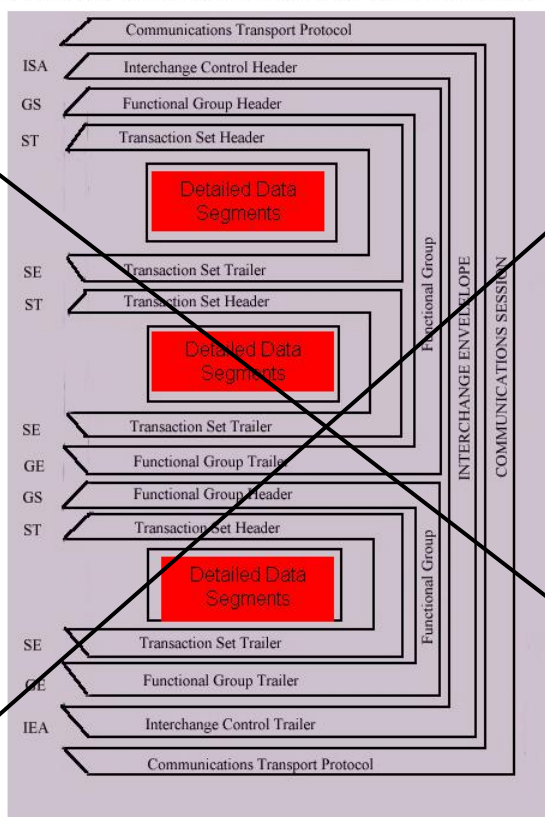 Communications Transport Protocol
ISA Interchange Control Header
GS Functional Group Header
ST Transaction Set Header
Detailed Data
Segments
SE Transaction Set Trailer
ST Transaction Set Header
Detailed Data
Segments
SE Transaction Set Trailer
GE Functional Group Trailer
GS Functional Group Header
ST Transaction Set Header
Detailed Data
Segments
SE Transaction Set Trailer
GE Functional Group Trailer
IEA Interchange Control Trailer
Communications Transport Protocol
Functional Group
Functional Group
INTERCHANGE ENVELELOPE
COMMUNICATIONS SESSION